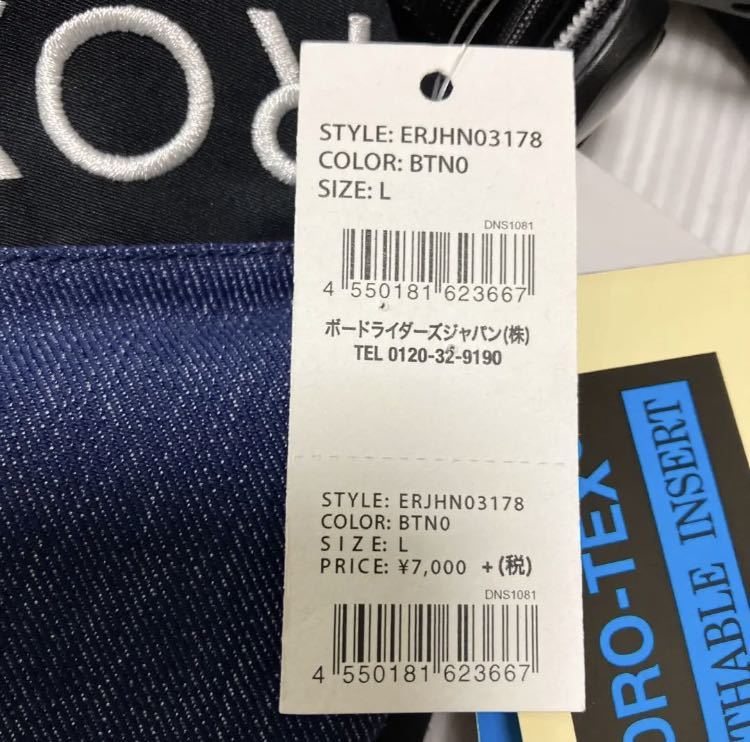 ROX
STYLE: ERJHN03178
COLOR: BTN0
SIZE: L
DNS1081
4 550181 623667
ボードライダーズジャパン(株)
TEL 0120-32-9190
STYLE: ERJHN03178
COLOR: BTN0
SIZE: L
PRICE: ¥7,000 +(税)
DNS1081
4 550181 623667
DRO-TEX
THABLE INSERT